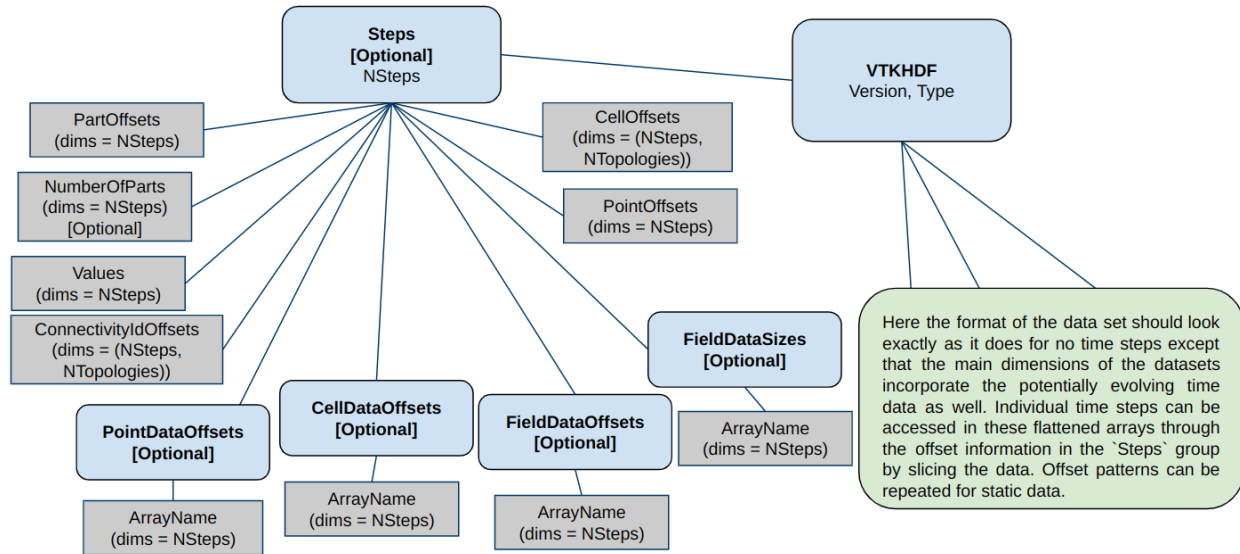 Steps
[Optional]
NSteps
VTKHDF
Version, Type
PartOffsets
(dims = NSteps)
CellOffsets
(dims = (NSteps,
NTopologies))
NumberOfParts
(dims = NSteps)
[Optional]
PointOffsets
(dims = NSteps)
Values
(dims = NSteps)
ConnectivityIdOffsets
(dims = (NSteps,
NTopologies))
FieldDataSizes
[Optional]
Here the format of the data set should look
exactly as it does for no time steps except
that the main dimensions of the datasets
incorporate the potentially evolving time
data as well. Individual time steps can be
accessed in these flattened arrays through
the offset information in the `Steps` group
by slicing the data. Offset patterns can be
repeated for static data.
PointDataOffsets
[Optional]
CellDataOffsets
[Optional]
FieldDataOffsets
[Optional]
ArrayName
(dims = NSteps)
ArrayName
(dims = NSteps)
ArrayName
(dims = NSteps)
ArrayName
(dims = NSteps)